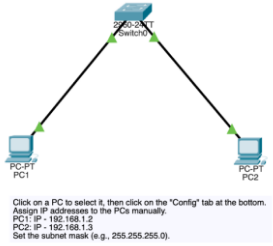 2960-24TT
Switch0
PC-PT
PC1
PC-PT
PC2
Click on a PC to select it, then click on the "Config" tab at the bottom.
Assign IP addresses to the PCs manually.
PC1: IP - 192.168.1.2
PC2: IP - 192.168.1.3
Set the subnet mask (e.g., 255.255.255.0).